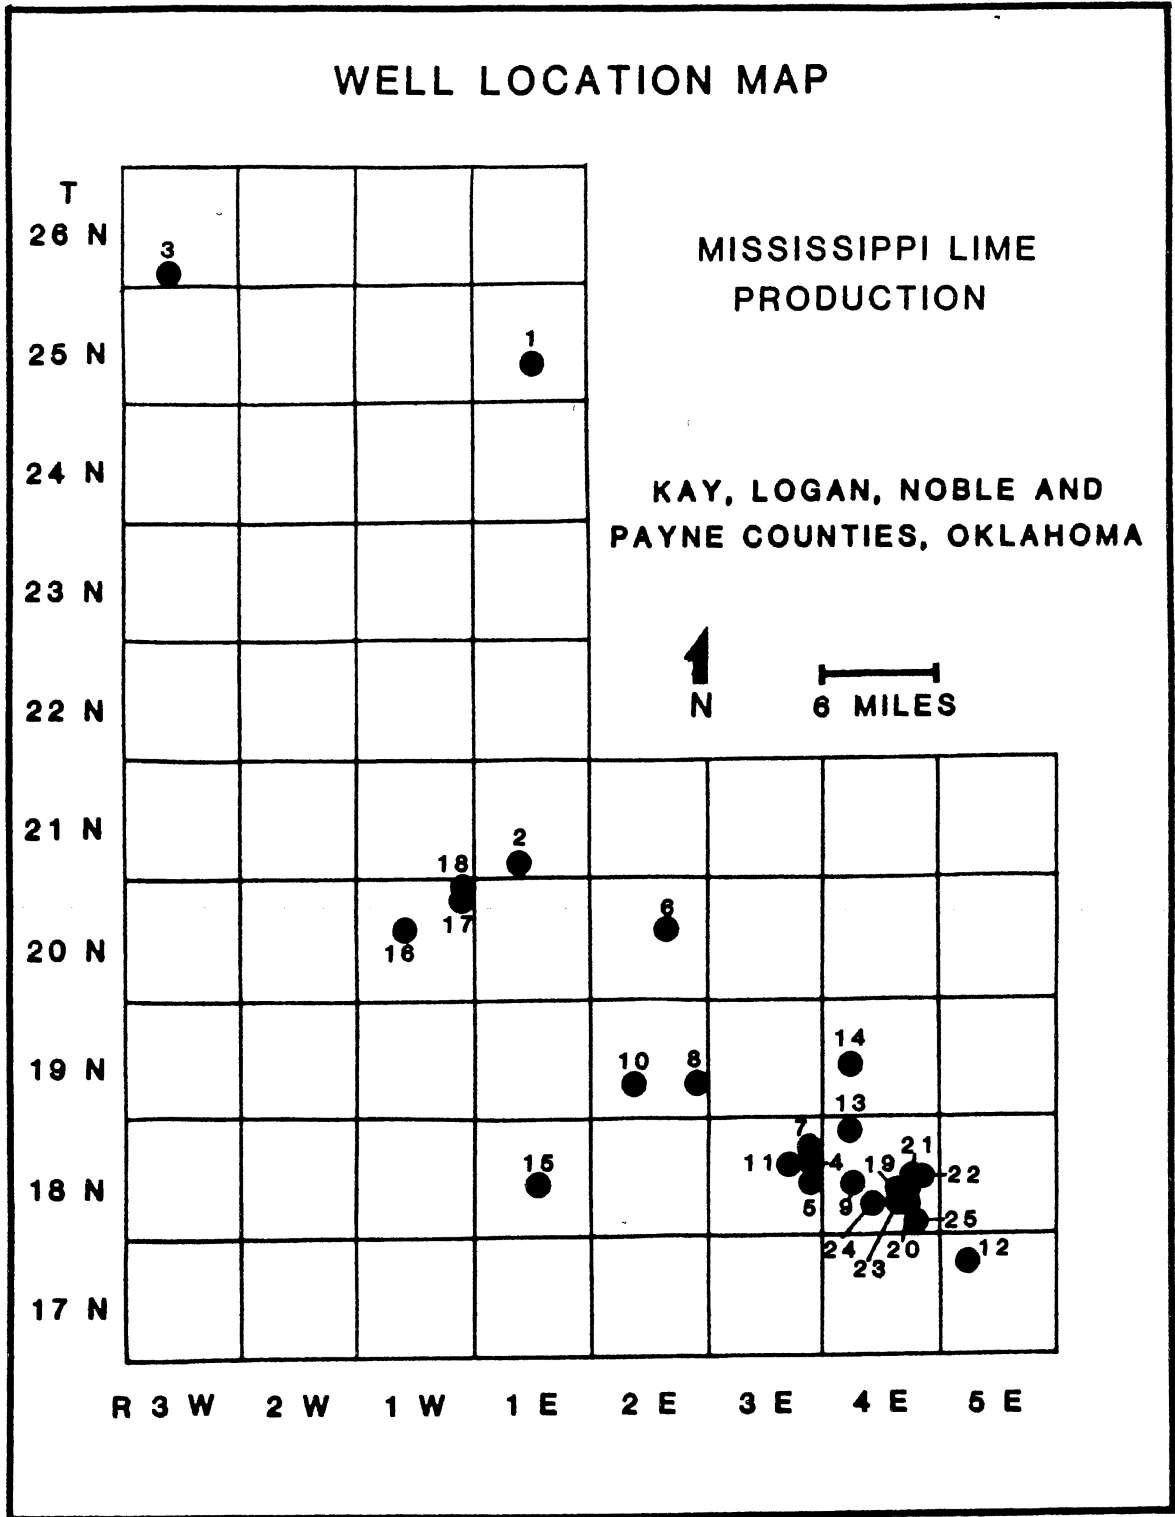 WELL LOCATION MAP
T
26 N
3
MISSISSIPPI LIME
PRODUCTION
25 N
1
24 N
KAY, LOGAN, NOBLE AND
PAYNE COUNTIES, OKLAHOMA
23 N
22 N
N
6 MILES
21 N
2
18
17
6
20 N
16
14
19 N
10
8
13
7
21
15
11
4
19
22
18 N
5
9
25
24
20
12
23
17 N
R 3 W 2 W 1 W 1 E 2 E 3 E 4 E 5 E